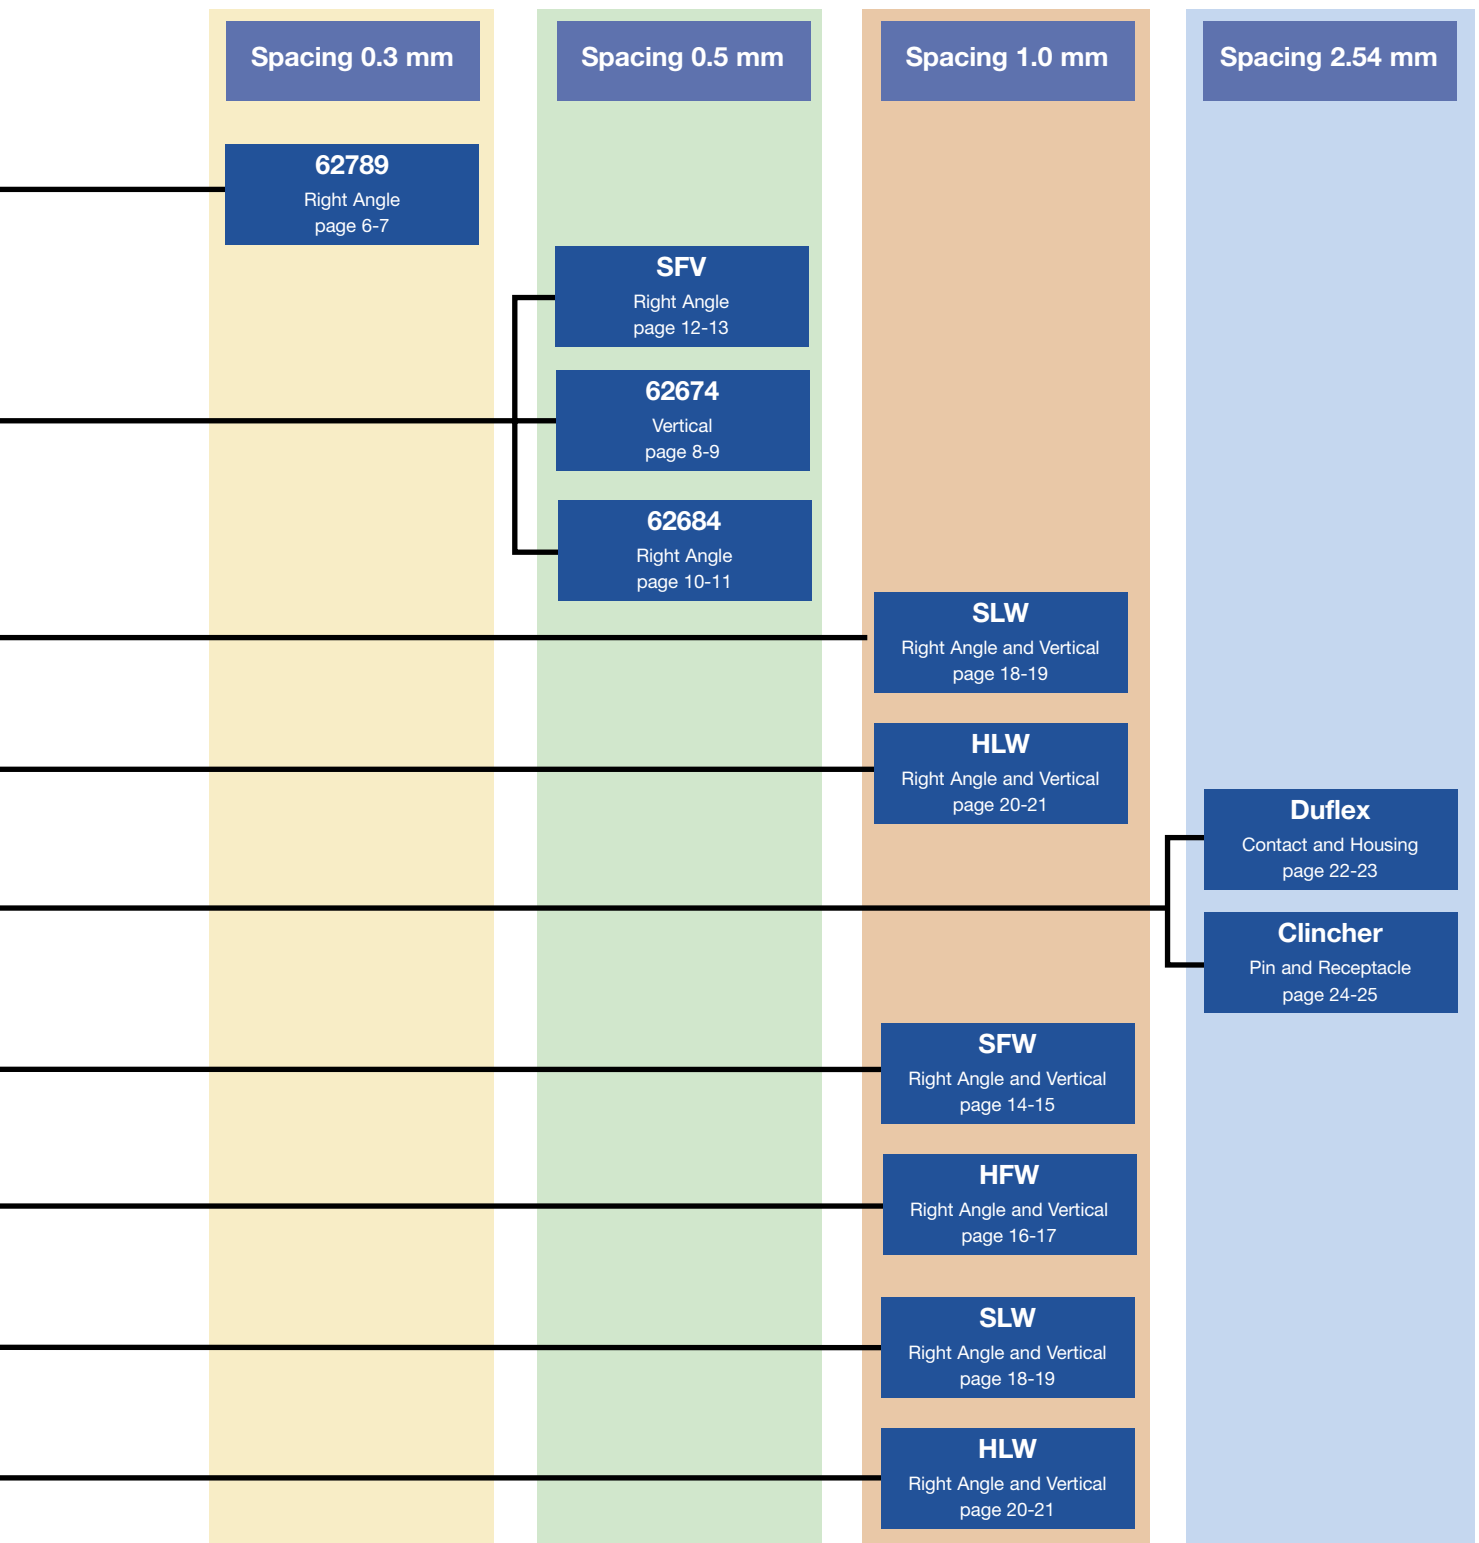 Spacing 0.3 mm
Spacing 0.5 mm
Spacing 1.0 mm
Spacing 2.54 mm
62789
Right Angle
page 6-7
SFV
Right Angle
page 12-13
62674
Vertical
page 8-9
62684
Right Angle
page 10-11
SLW
Right Angle and Vertical
page 18-19
HLW
Right Angle and Vertical
page 20-21
Duflex
Contact and Housing
page 22-23
Clincher
Pin and Receptacle
page 24-25
SFW
Right Angle and Vertical
page 14-15
HFW
Right Angle and Vertical
page 16-17
SLW
Right Angle and Vertical
page 18-19
HLW
Right Angle and Vertical
page 20-21